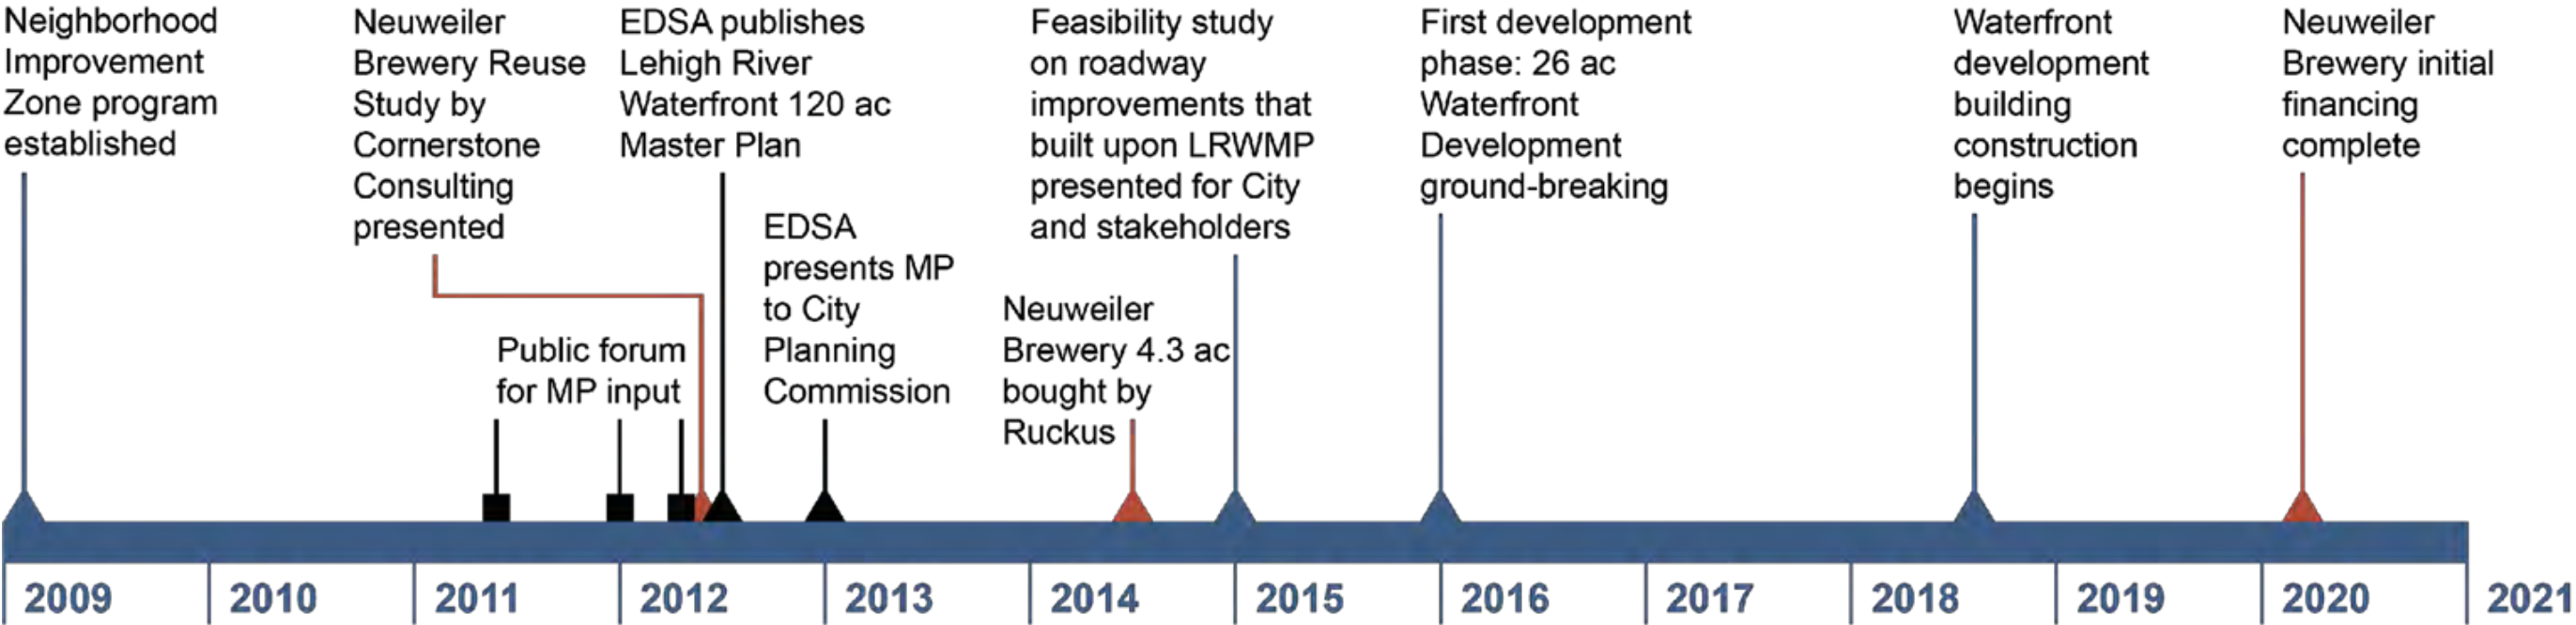 Neighborhood
Improvement
Zone program
established
Neuweiler
Brewery Reuse
Study by
Cornerstone
Consulting
presented
EDSA publishes
Lehigh River
Waterfront 120 ac
Master Plan
Public forum
for MP input
EDSA
presents MP
to City
Planning
Commission
Feasibility study
on roadway
improvements that
built upon LRWMP
presented for City
and stakeholders
Neuweiler
Brewery 4.3 ac
bought by
Ruckus
First development
phase: 26 ac
Waterfront
Development
ground-breaking
Waterfront
development
building
construction
begins
Neuweiler
Brewery initial
financing
complete
2009 2010 2011 2012 2013 2014 2015 2016 2017 2018 2019 2020 2021